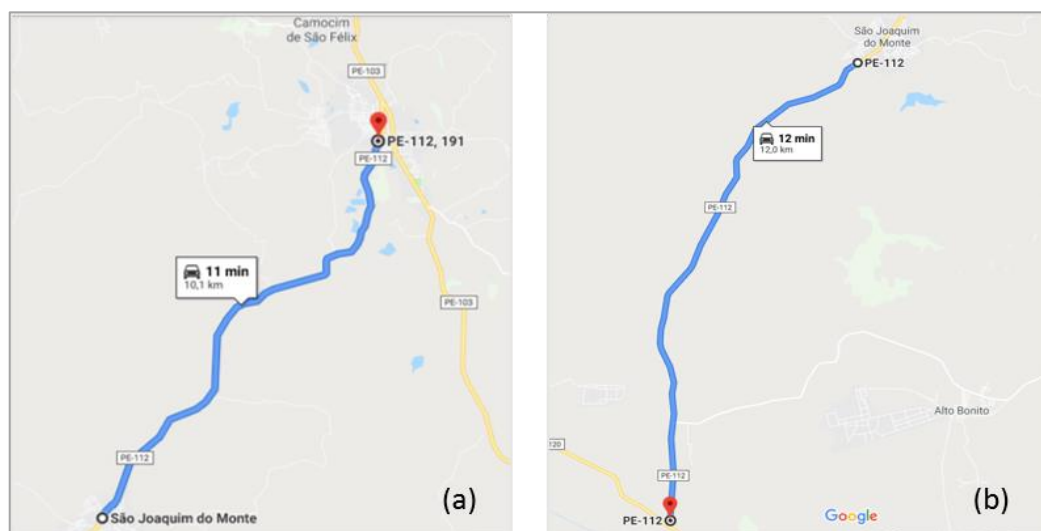 Camocim
de São Félix
PE-103
PE-112, 191
PE-112
11 min
10,1 km
PE-103
PE-112
São Joaquim do Monte
(a)
São Joaquim
do Monte
PE-112
12 min
12,0 km
PE-112
Alto Bonito
120
PE-112
PE-112
Google
(b)